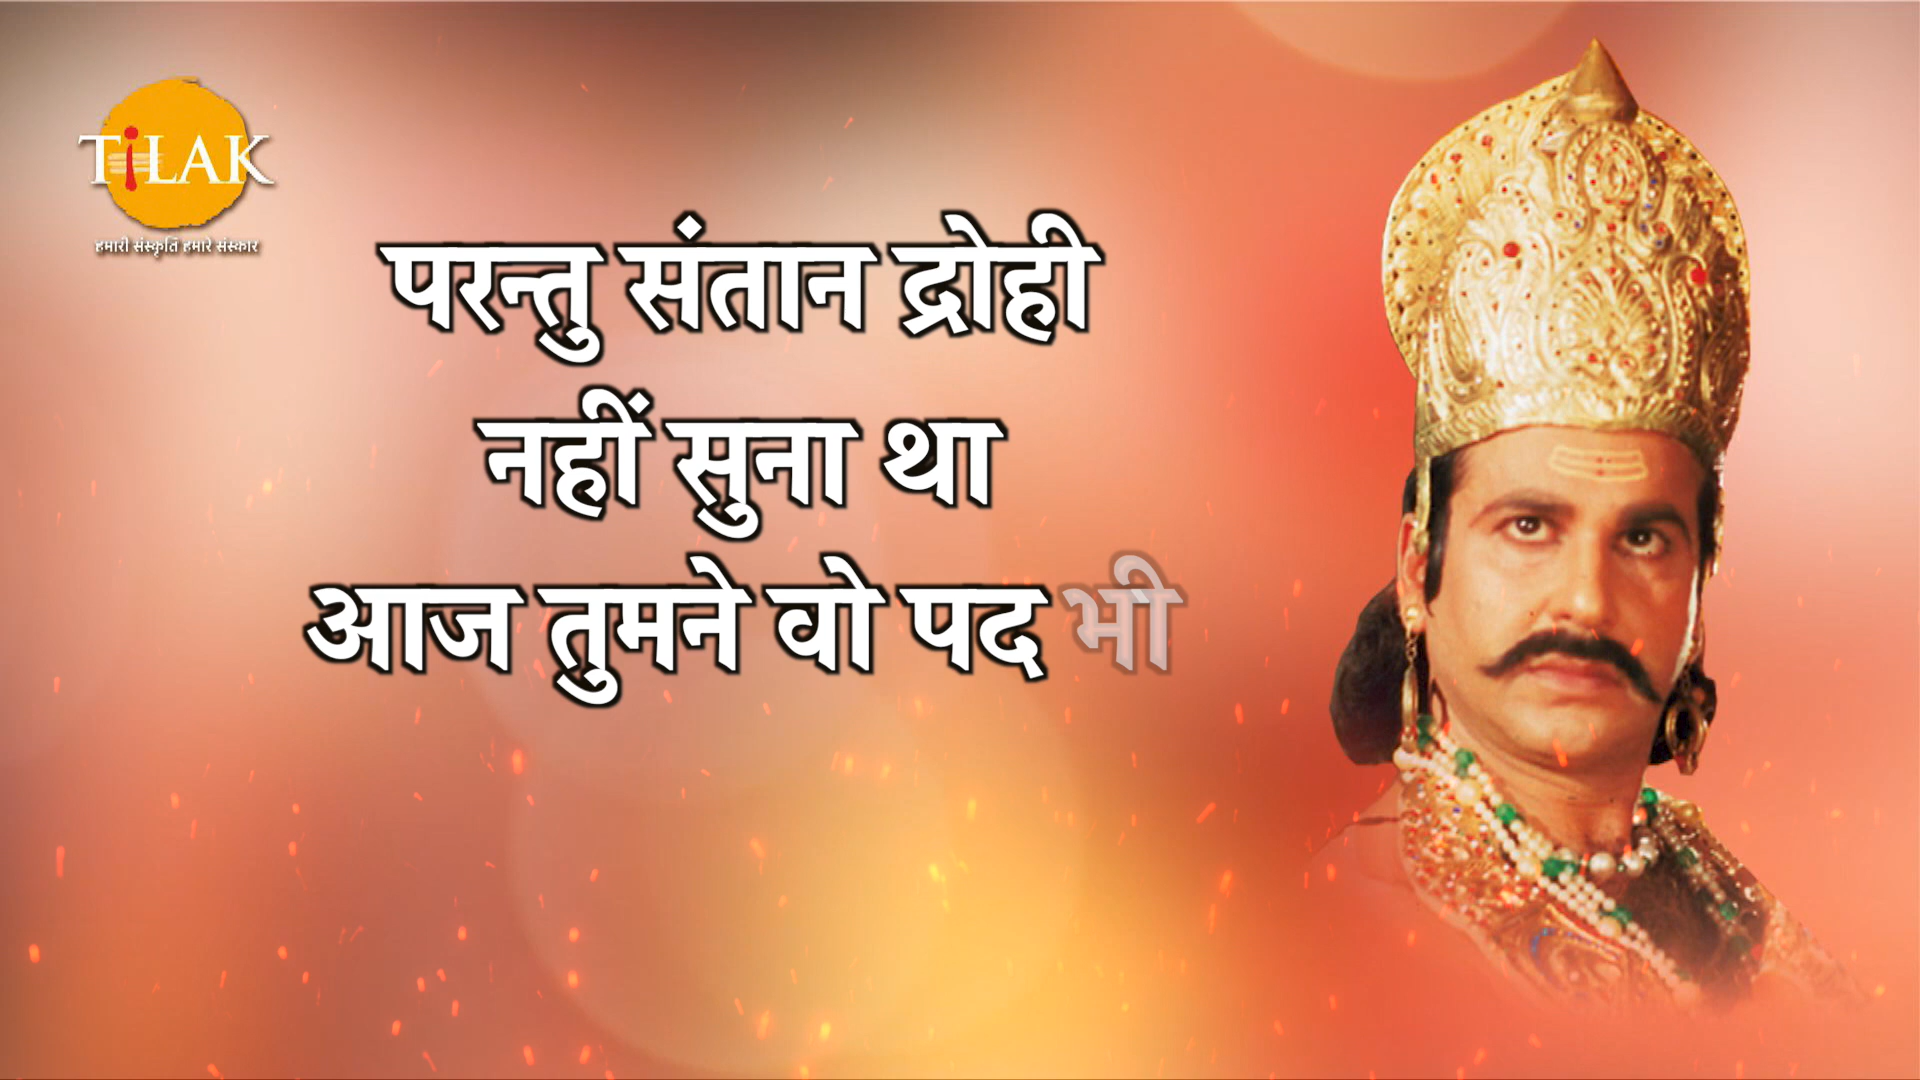 TiLAK
हमारी संस्कृति हमारे संस्कार
परन्तु संतान द्रोही
नहीं सुना था
आज तुमने वो पद भी